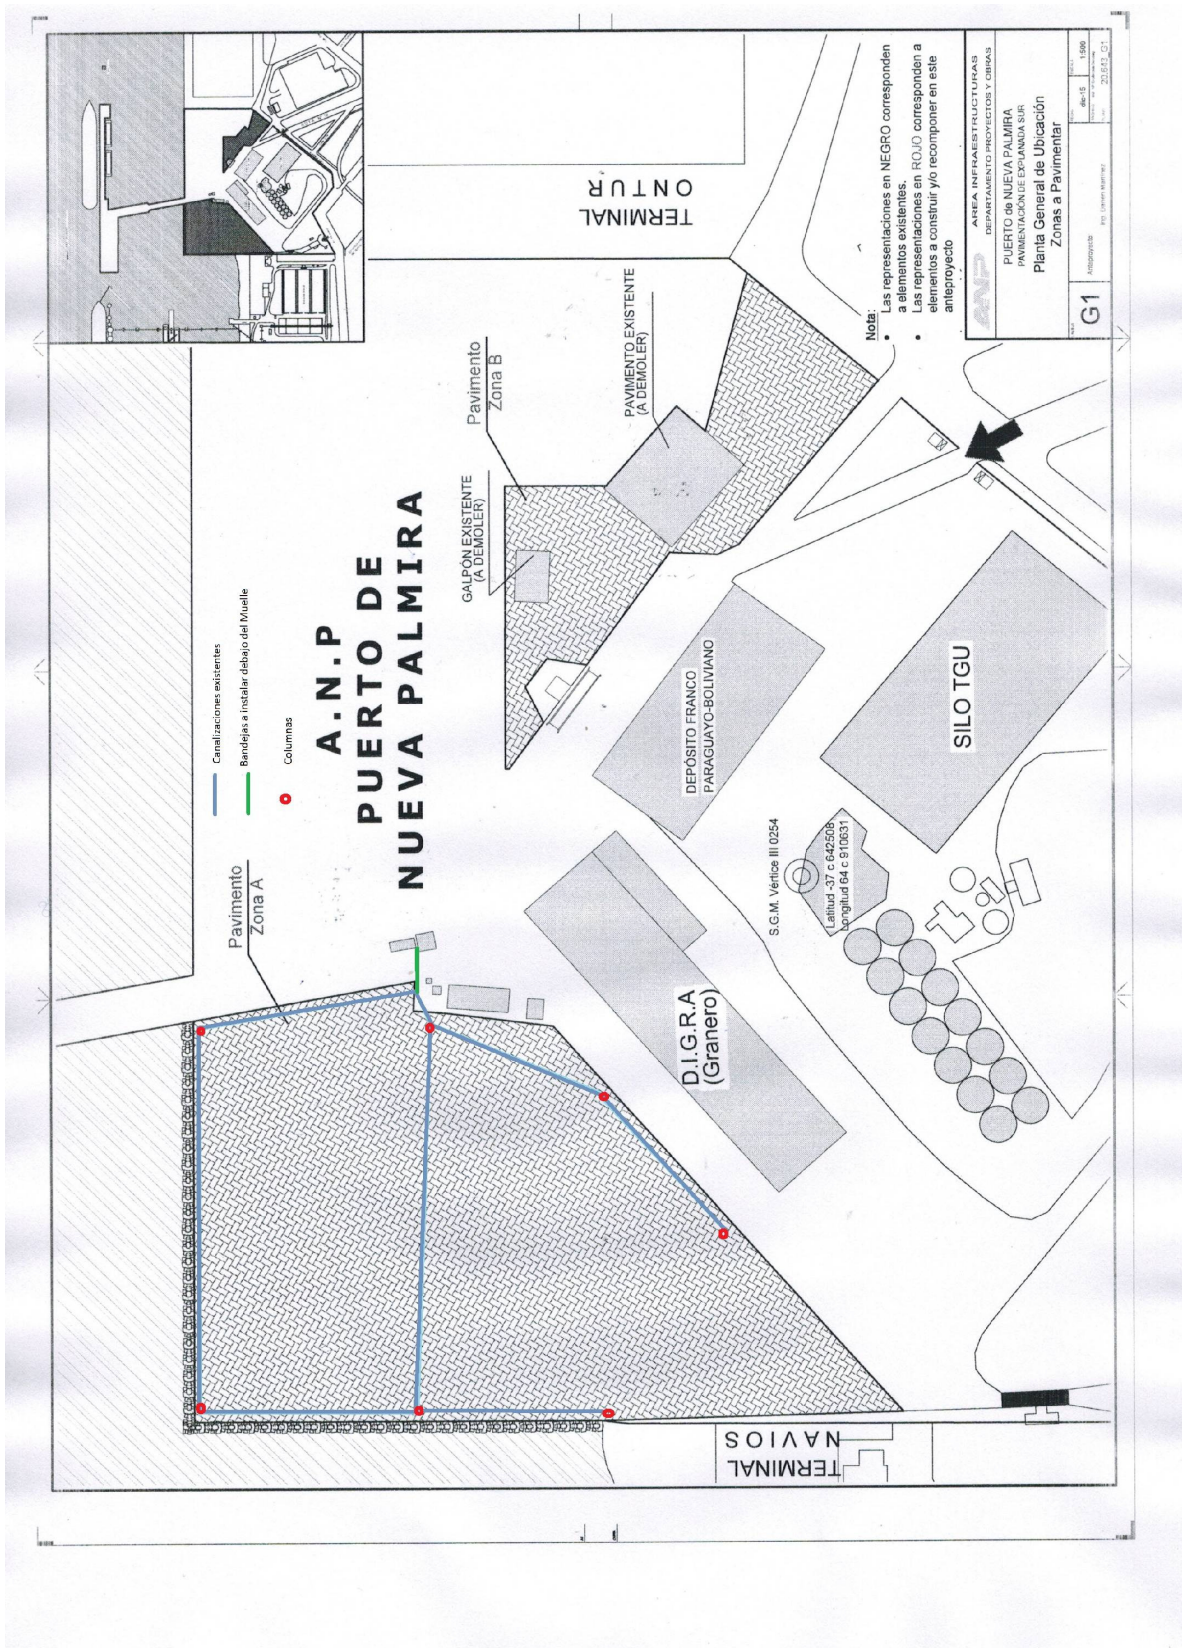 TERMINAL
ONTUR
Nota:
• Las representaciones en NEGRO corresponden
a elementos existentes.
• Las representaciones en ROJO corresponden a
elementos a construir y/o recomponer en este
anteproyecto
AREA INFRAESTRUCTURAS
DEPARTAMENTO PROYECTOS Y OBRAS
ANP
PUERTO de NUEVA PALMIRA
PAVIMENTACIÓN DE EXPLANADA SUR
Planta General de Ubicación
Zonas a Pavimentar
dic-15
1:500
Anteproyecto
G1
Pavimento
Zona B
PAVIMENTO EXISTENTE
(A DEMOLER)
GALPÓN EXISTENTE
(A DEMOLER)
Canalizaciones existentes
Bandejas a instalar debajo del Muelle
Columnas
A.N.P
PUERTO DE
NUEVA PALMIRA
Pavimento
Zona A
DEPÓSITO FRANCO
PARAGUAYO-BOLIVIANO
SILO TGU
S.G.M. Vértice III 0254
Latitud -37 c 642508
Longitud 64 c 910631
D.I.G.R.A
(Granero)
TERMINAL
NAVIOS